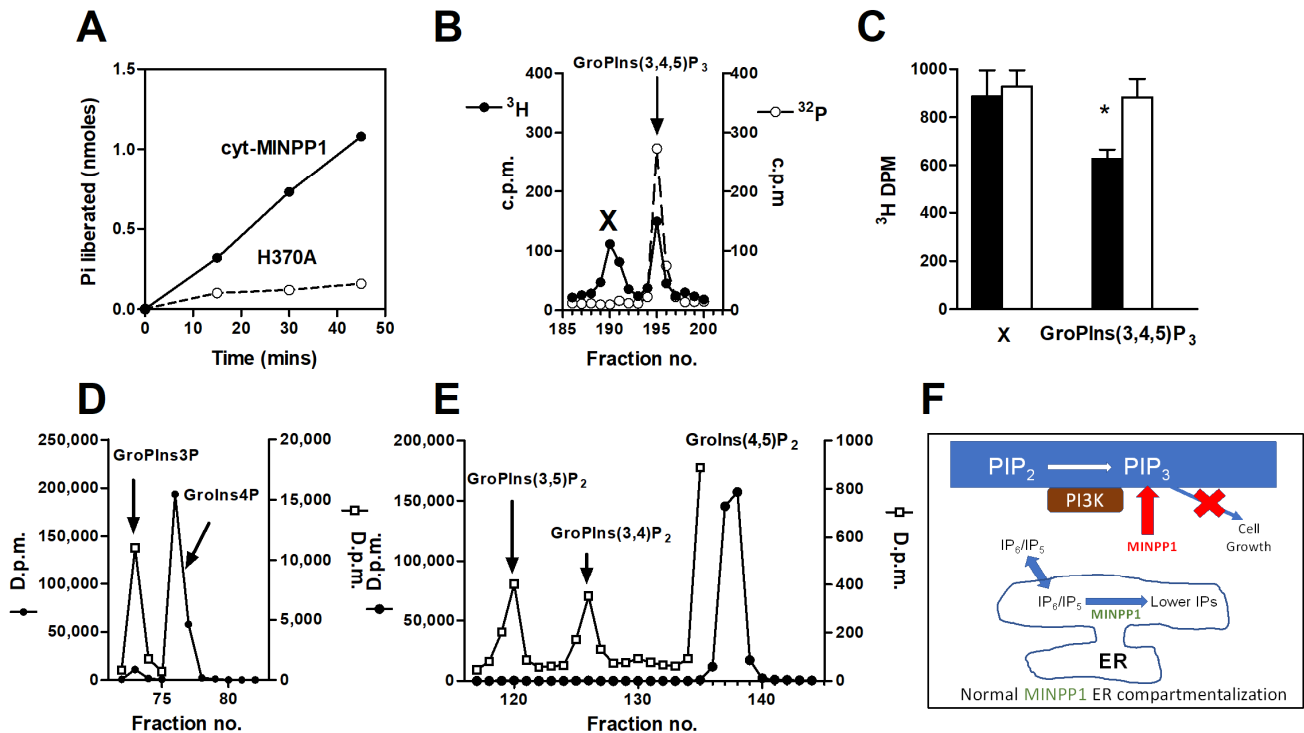 A
1.5
1.0
0.5
0.0
Pi liberated (nmoles)
cyt-MINPP1
H370A
0 10 20 30 40 50
Time (mins)
B
GroPIns(3,4,5)P3
400
300
200
100
0
c.p.m.
3H
32P
X
400
300
200
100
0
c.p.m
185 190 195 200
Fraction no.
C
1000
800
600
400
200
0
3H DPM
*
X GroPIns(3,4,5)P3
D
250,000
200,000
150,000
100,000
50,000
0
D.p.m.
GroPIns3P
GroIns4P
20,000
15,000
10,000
5,000
0
D.p.m.
75 80
Fraction no.
E
200,000
150,000
100,000
50,000
0
D.p.m.
GroPIns(3,5)P2
GroPIns(3,4)P2
GroIns(4,5)P2
1000
800
600
400
200
0
D.p.m.
120 130 140
Fraction no.
F
PIP2 PIP3
PI3K
MINPP1
Cell
Growth
IP6/IP5
IP6/IP5 Lower IPs
MINPP1
ER
Normal MINPP1 ER compartmentalization